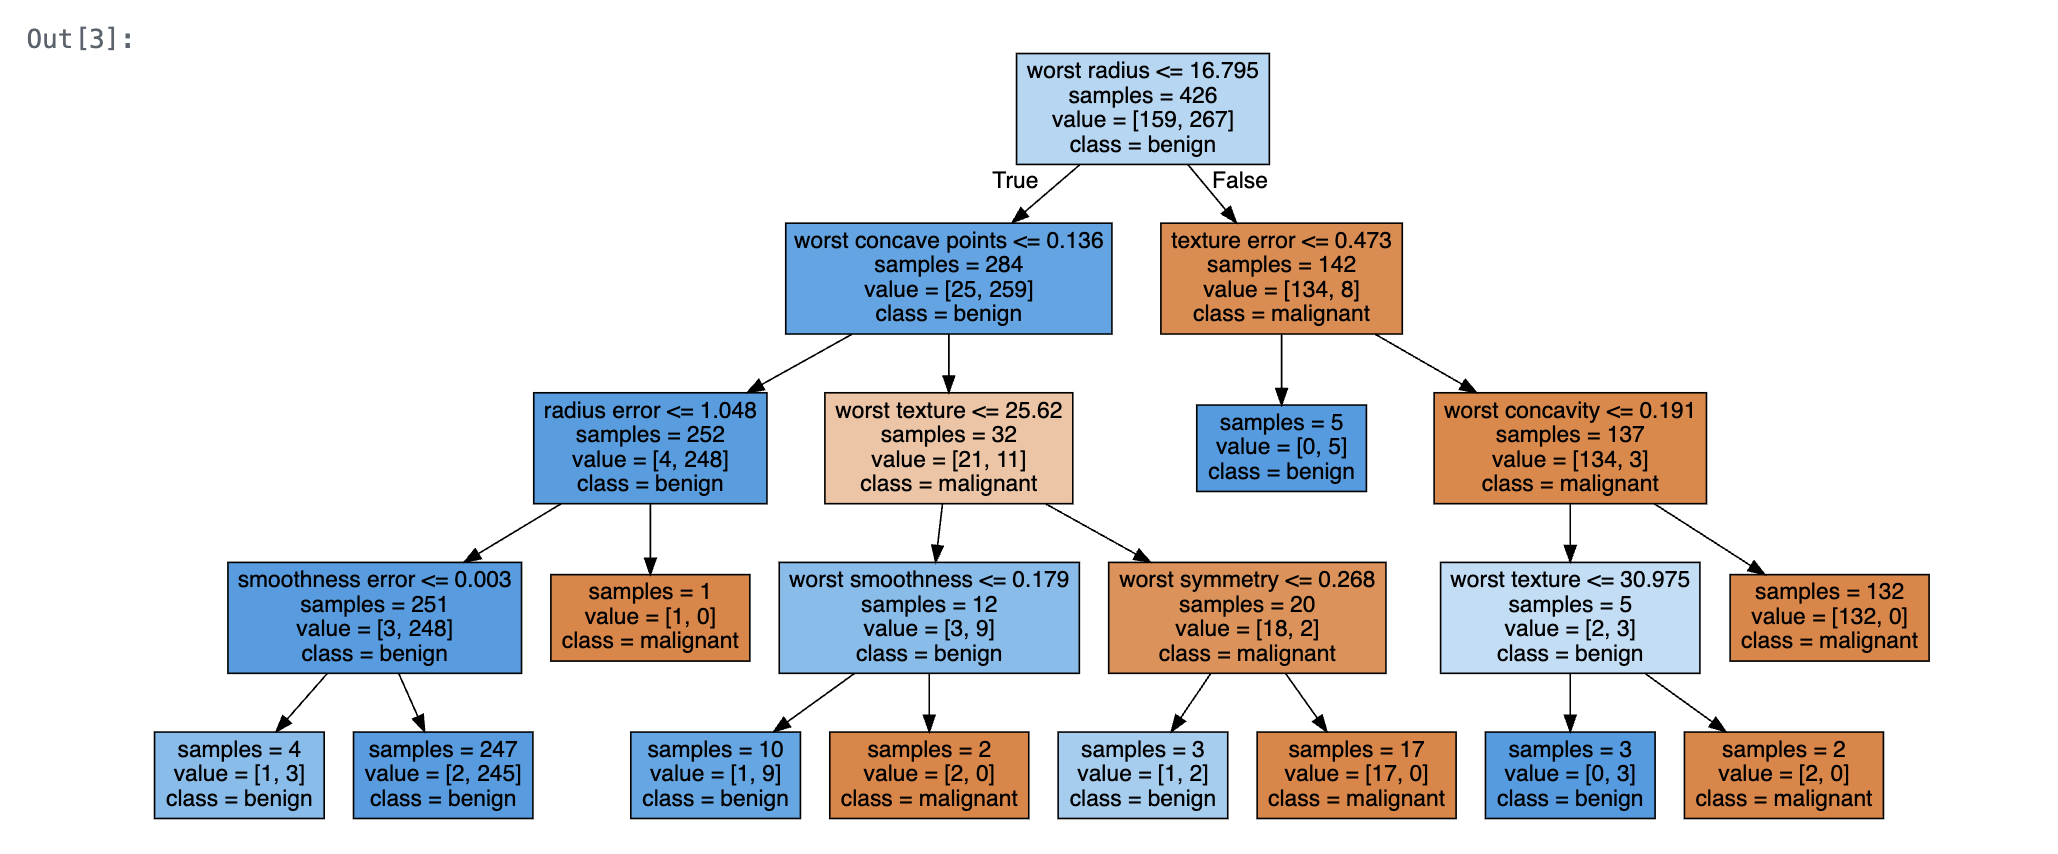 Out[3]:
worst radius <= 16.795
samples = 426
value = [159, 267]
class = benign
True
False
worst concave points <= 0.136
samples = 284
value = [25, 259]
class = benign
texture error <= 0.473
samples = 142
value = [134, 8]
class = malignant
radius error <= 1.048
samples = 252
value = [4, 248]
class = benign
worst texture <= 25.62
samples = 32
value = [21, 11]
class = malignant
samples = 5
value = [0, 5]
class = benign
worst concavity <= 0.191
samples = 137
value = [134, 3]
class = malignant
smoothness error <= 0.003
samples = 251
value = [3, 248]
class = benign
samples = 1
value = [1, 0]
class = malignant
worst smoothness <= 0.179
samples = 12
value = [3, 9]
class = benign
worst symmetry <= 0.268
samples = 20
value = [18, 2]
class = malignant
worst texture <= 30.975
samples = 5
value = [2, 3]
class = benign
samples = 132
value = [132, 0]
class = malignant
samples = 4
value = [1, 3]
class = benign
samples = 247
value = [2, 245]
class = benign
samples = 10
value = [1, 9]
class = benign
samples = 2
value = [2, 0]
class = malignant
samples = 3
value = [1, 2]
class = benign
samples = 17
value = [17, 0]
class = malignant
samples = 3
value = [0, 3]
class = benign
samples = 2
value = [2, 0]
class = malignant